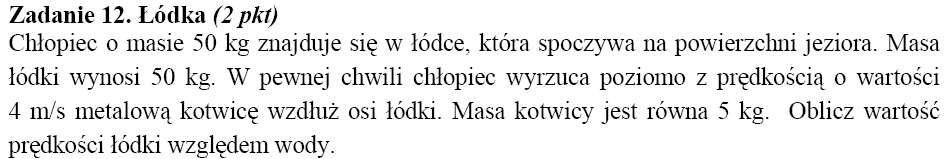 Zadanie 12. Łódka (2 pkt)
Chłopiec o masie 50 kg znajduje się w łódce, która spoczywa na powierzchni jeziora. Masa
łódki wynosi 50 kg. W pewnej chwili chłopiec wyrzuca poziomo z prędkością o wartości
4 m/s metalową kotwicę wzdłuż osi łódki. Masa kotwicy jest równa 5 kg. Oblicz wartość
prędkości łódki względem wody.